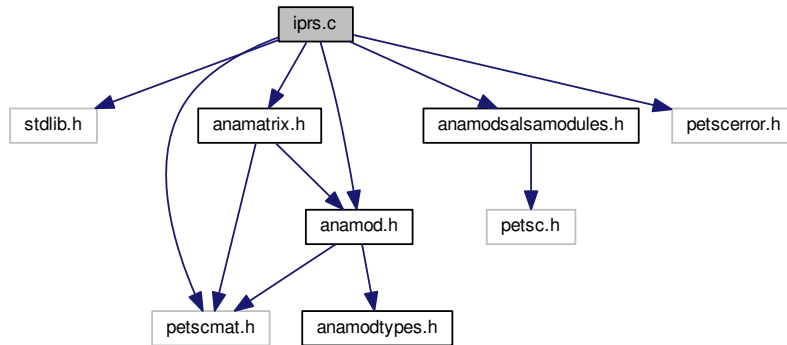 iprs.c
stdlib.h
anamatrix.h
anamodsalsamodules.h
petscerror.h
anamod.h
petsc.h
petscmat.h
anamodtypes.h